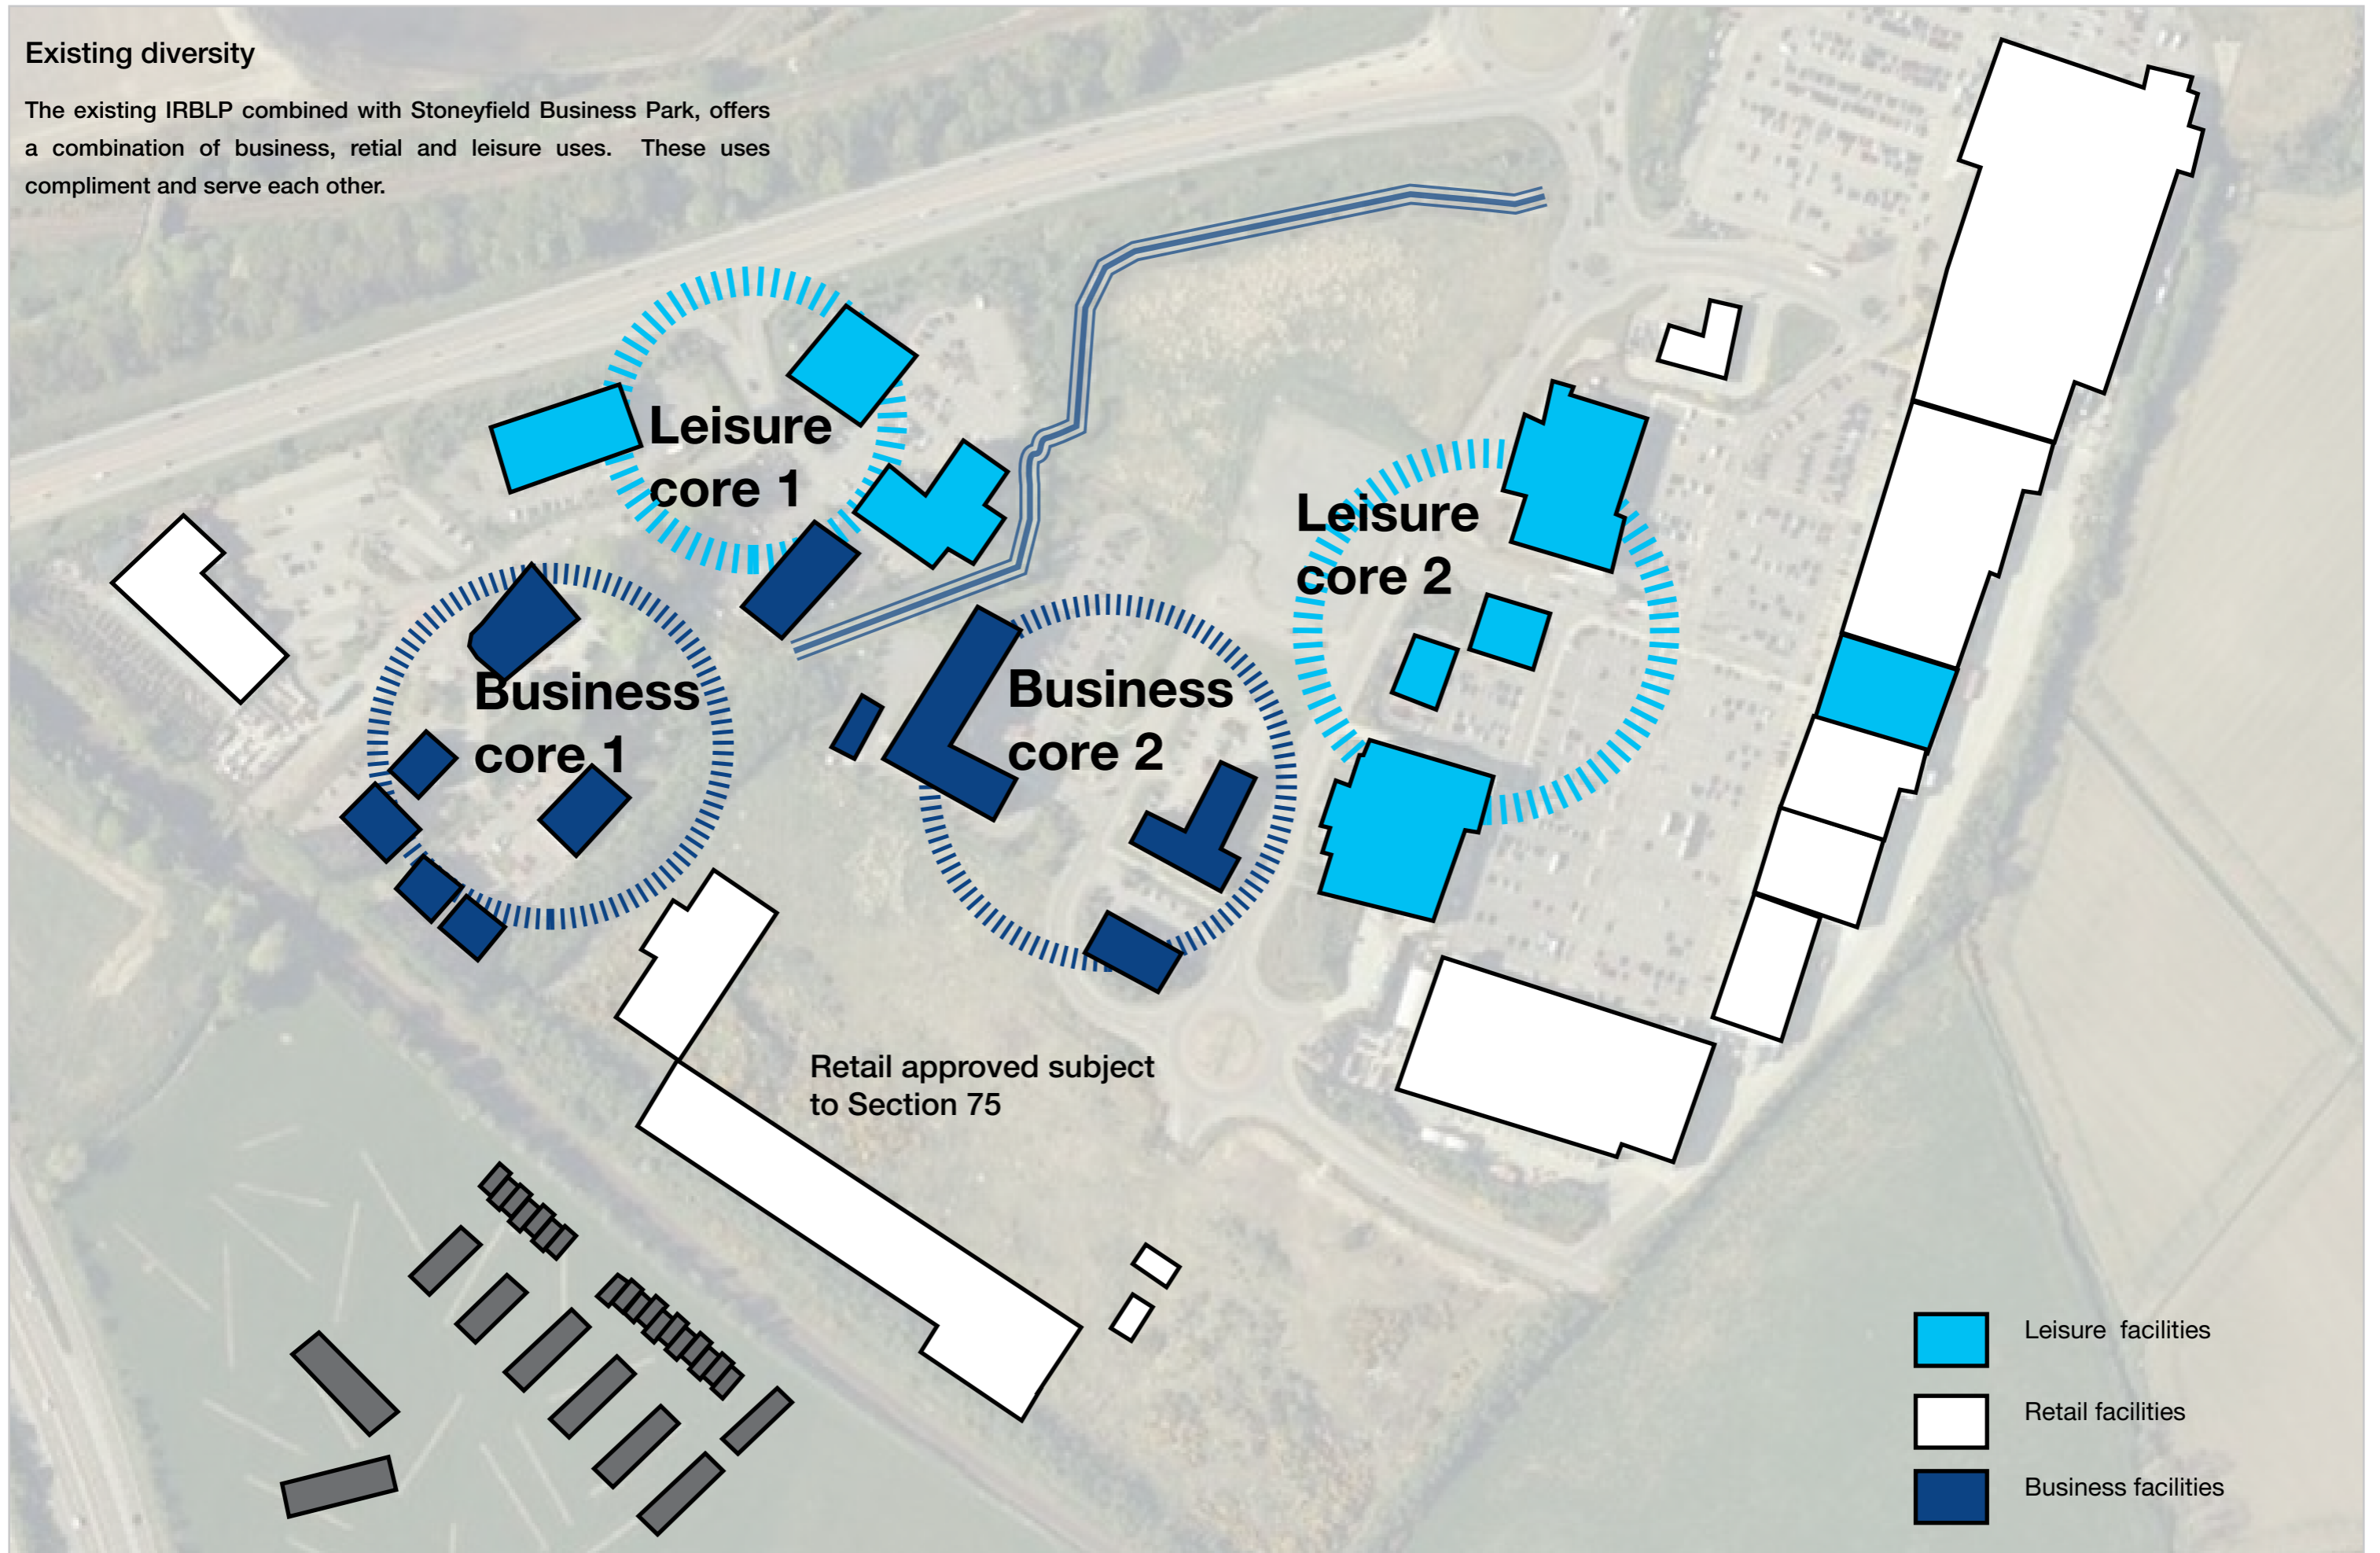 Existing diversity
The existing IRBLP combined with Stoneyfield Business Park, offers
a combination of business, retial and leisure uses. These uses
compliment and serve each other.
Leisure
core 1
Leisure
core 2
Business
core 1
Business
core 2
Retail approved subject
to Section 75
Leisure facilities
Retail facilities
Business facilities